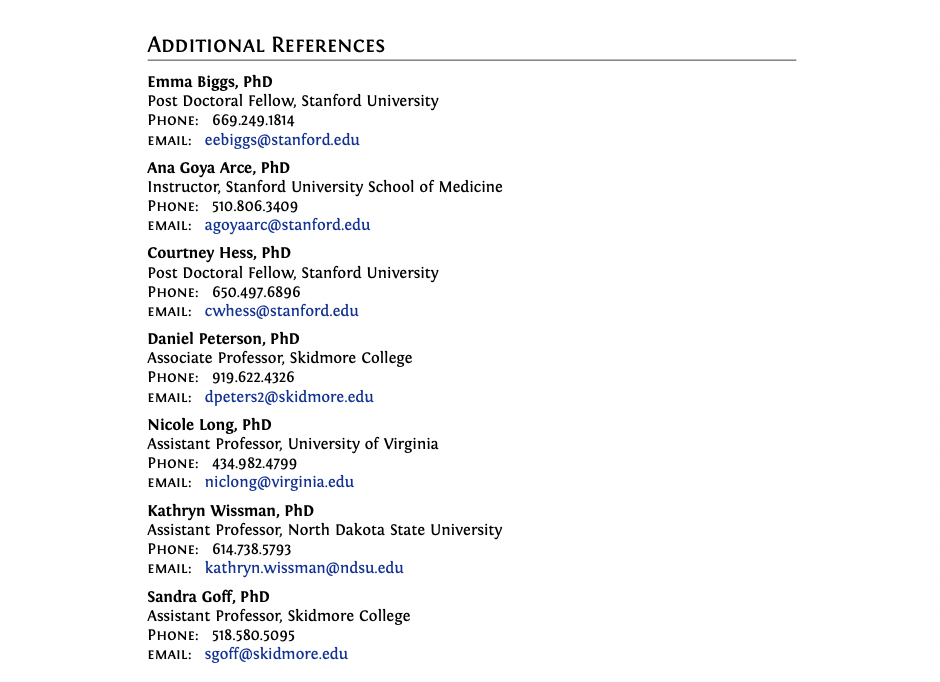 Additional References
Emma Biggs, PhD
Post Doctoral Fellow, Stanford University
Phone: 669.249.1814
email: eebiggs@stanford.edu
Ana Goya Arce, PhD
Instructor, Stanford University School of Medicine
Phone: 510.806.3409
email: agoyaarc@stanford.edu
Courtney Hess, PhD
Post Doctoral Fellow, Stanford University
Phone: 650.497.6896
email: cwhess@stanford.edu
Daniel Peterson, PhD
Associate Professor, Skidmore College
Phone: 919.622.4326
email: dpeters2@skidmore.edu
Nicole Long, PhD
Assistant Professor, University of Virginia
Phone: 434.982.4799
email: niclong@virginia.edu
Kathryn Wissman, PhD
Assistant Professor, North Dakota State University
Phone: 614.738.5793
email: kathryn.wissman@ndsu.edu
Sandra Goff, PhD
Assistant Professor, Skidmore College
Phone: 518.580.5095
email: sgoff@skidmore.edu